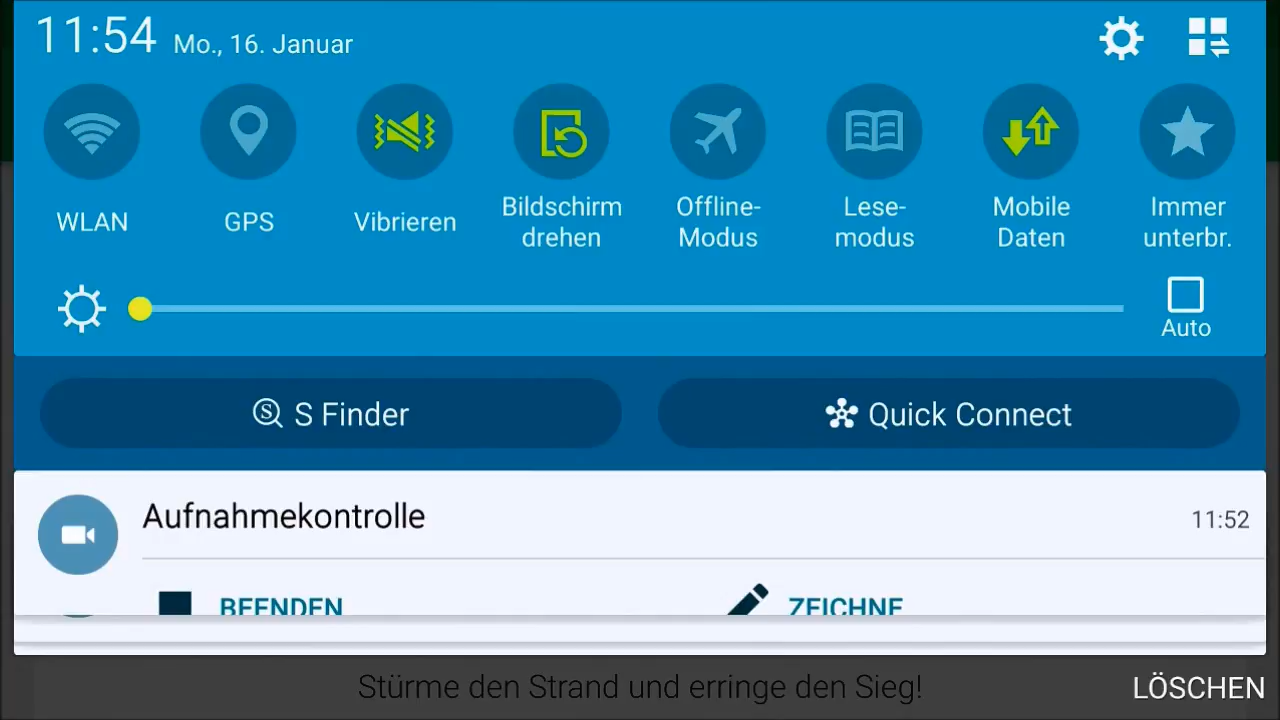 11:54 Mo., 16. Januar
WLAN
GPS
Vibrieren
Bildschirm
drehen
Offline-
Modus
Lese-
modus
Mobile
Daten
Immer
unterbr.
Auto
S Finder
Quick Connect
Aufnahmekontrolle
11:52
BEENDEN
ZEICHNE
Stürme den Strand und erringe den Sieg!
LÖSCHEN